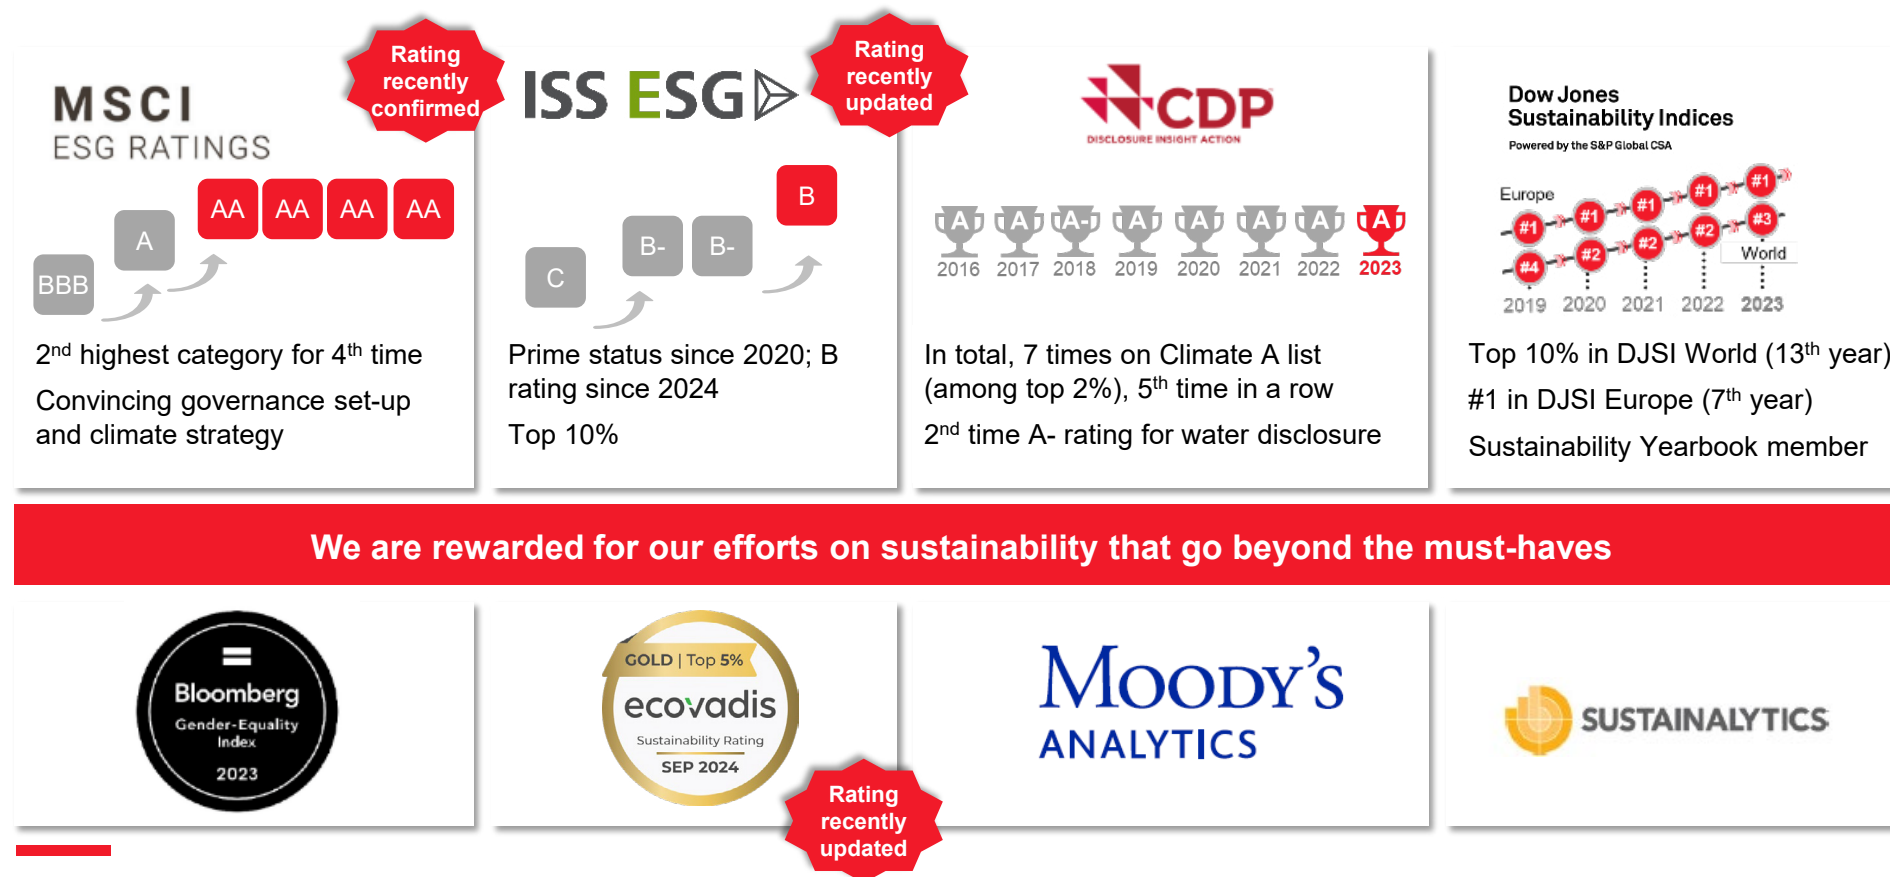 MSCI
ESG RATINGS
Rating
recently
confirmed
BBB
A
AA AA AA AA
2nd highest category for 4th time
Convincing governance set-up
and climate strategy
ISS ESG
Rating
recently
updated
C
B- B-
B
Prime status since 2020; B
rating since 2024
Top 10%
CDP
DISCLOSURE INSIGHT ACTION
A A A- A A A A A
2016 2017 2018 2019 2020 2021 2022 2023
In total, 7 times on Climate A list
(among top 2%), 5th time in a row
2nd time A- rating for water disclosure
Dow Jones
Sustainability Indices
Powered by the S&P Global CSA
Europe
#1 #1 #1 #1 #1
#4 #2 #2 #2 #3
World
2019 2020 2021 2022 2023
Top 10% in DJSI World (13th year)
#1 in DJSI Europe (7th year)
Sustainability Yearbook member
We are rewarded for our efforts on sustainability that go beyond the must-haves
Bloomberg
Gender-Equality
Index
2023
GOLD | Top 5%
ecovadis
Sustainability Rating
SEP 2024
Rating
recently
updated
MOODY'S
ANALYTICS
SUSTAINALYTICS